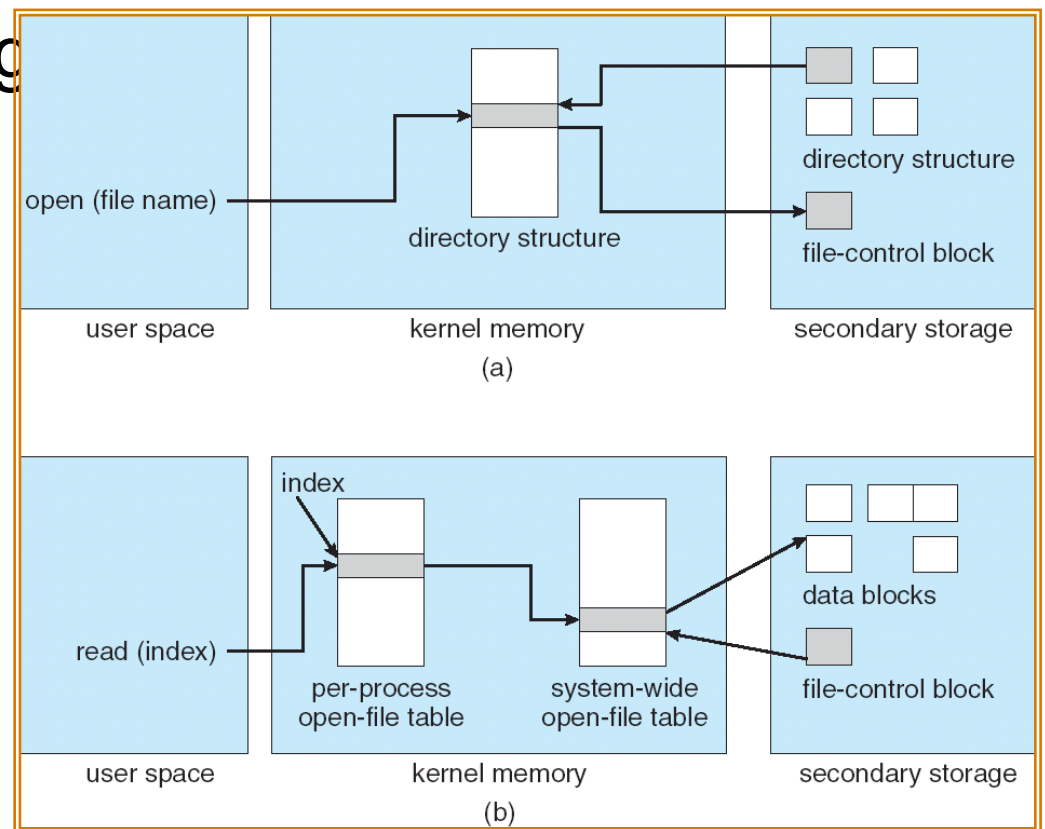 g
open (file name)
directory structure
directory structure
file-control block
user space
kernel memory
secondary storage
(a)
index
read (index)
per-process
open-file table
system-wide
open-file table
data blocks
file-control block
user space
kernel memory
secondary storage
(b)